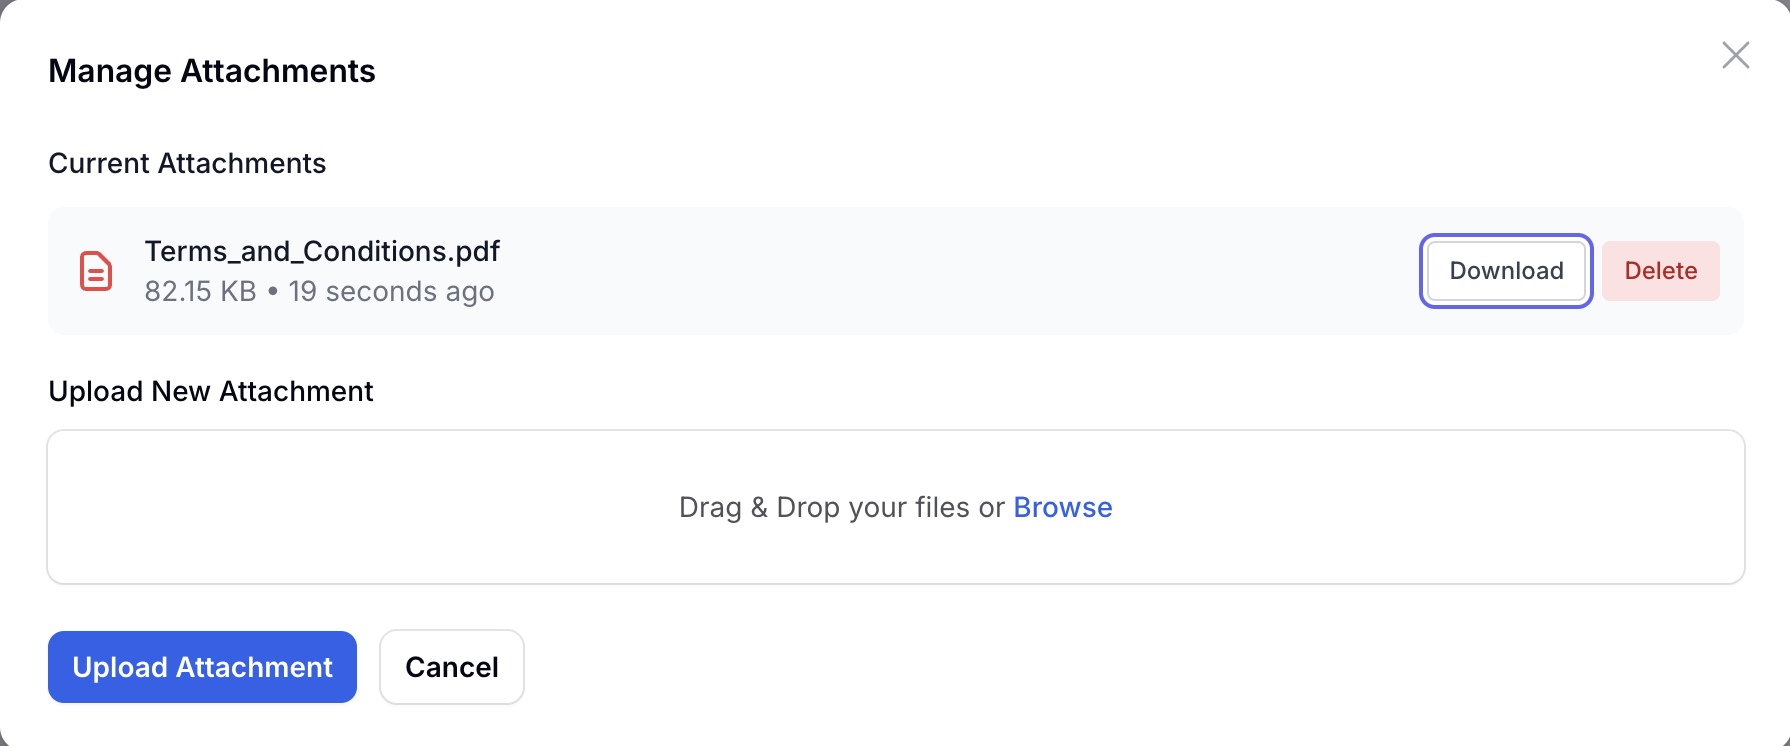 Manage Attachments
Current Attachments
Terms_and_Conditions.pdf
82.15 KB • 19 seconds ago
Download
Delete
Upload New Attachment
Drag & Drop your files or Browse
Upload Attachment
Cancel